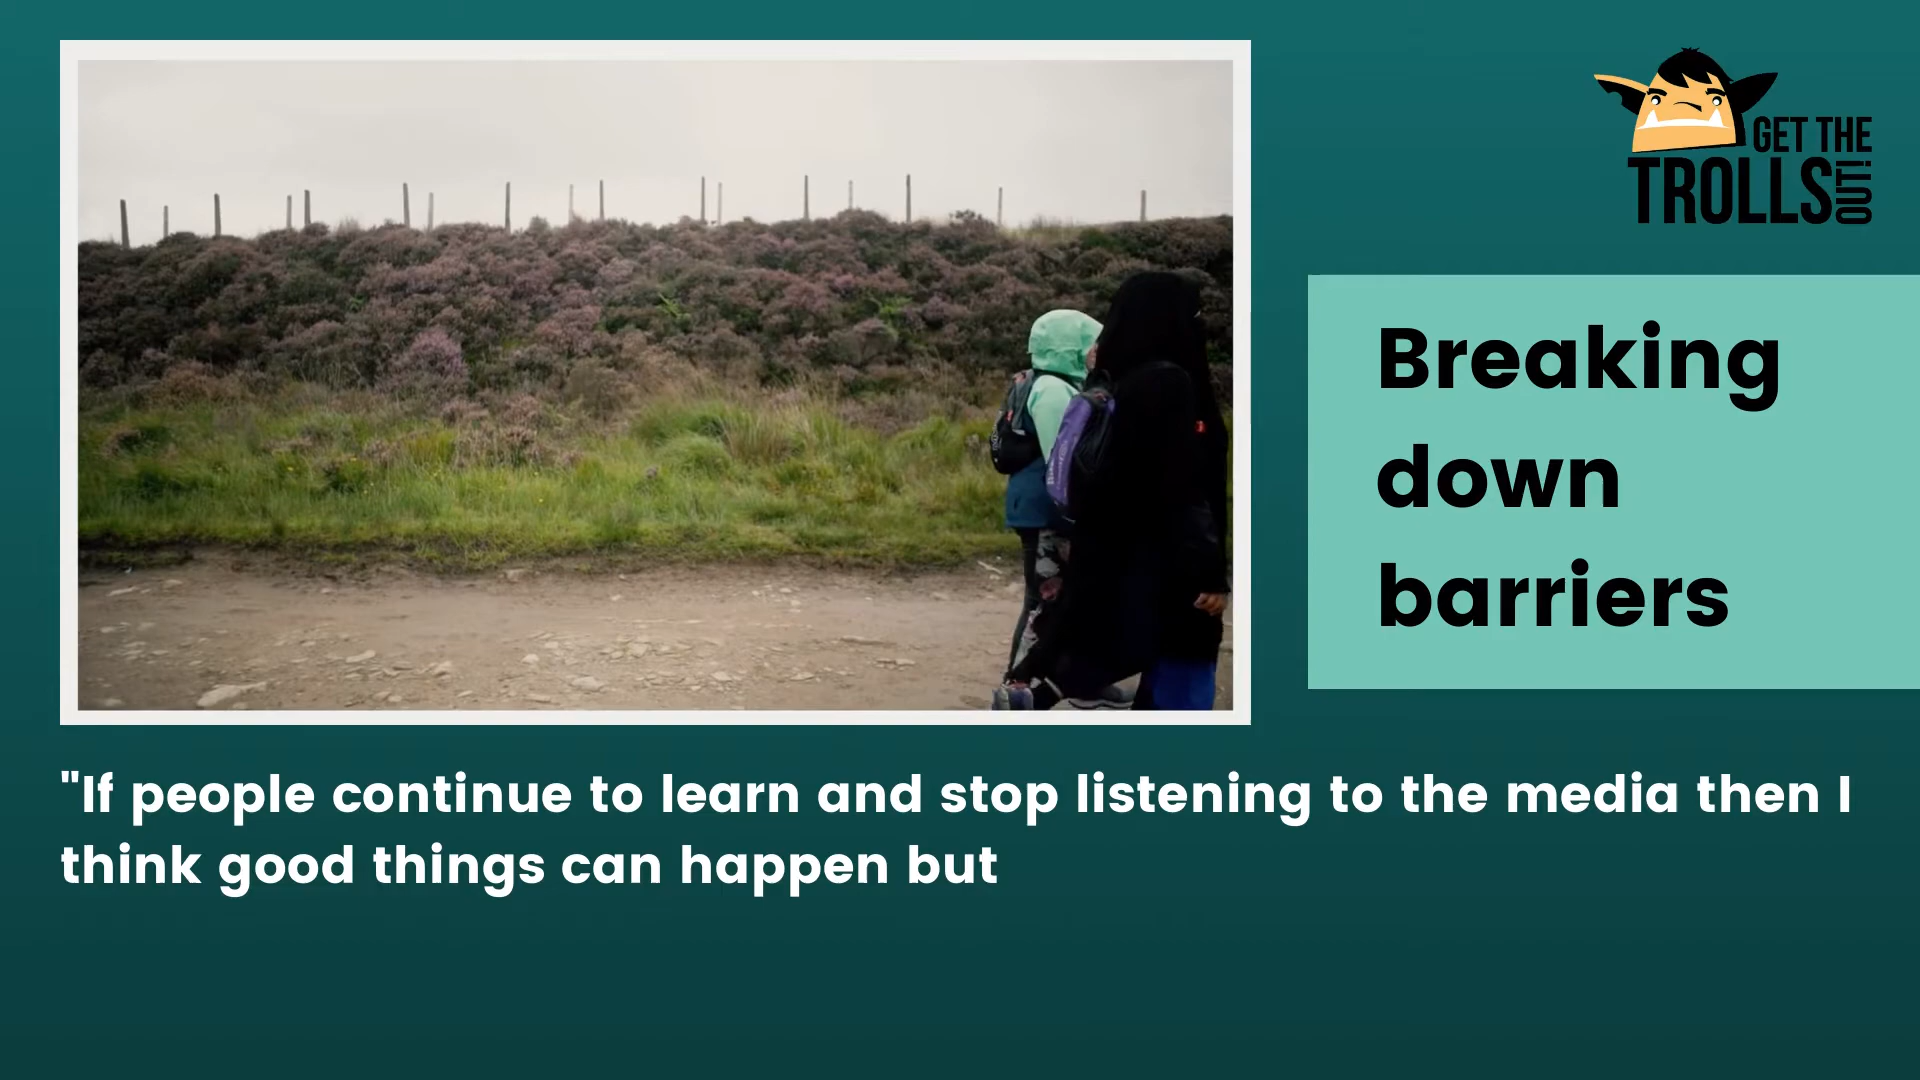 GET THE
TROLLS
OUT!
Breaking
down
barriers
"If people continue to learn and stop listening to the media then I
think good things can happen but